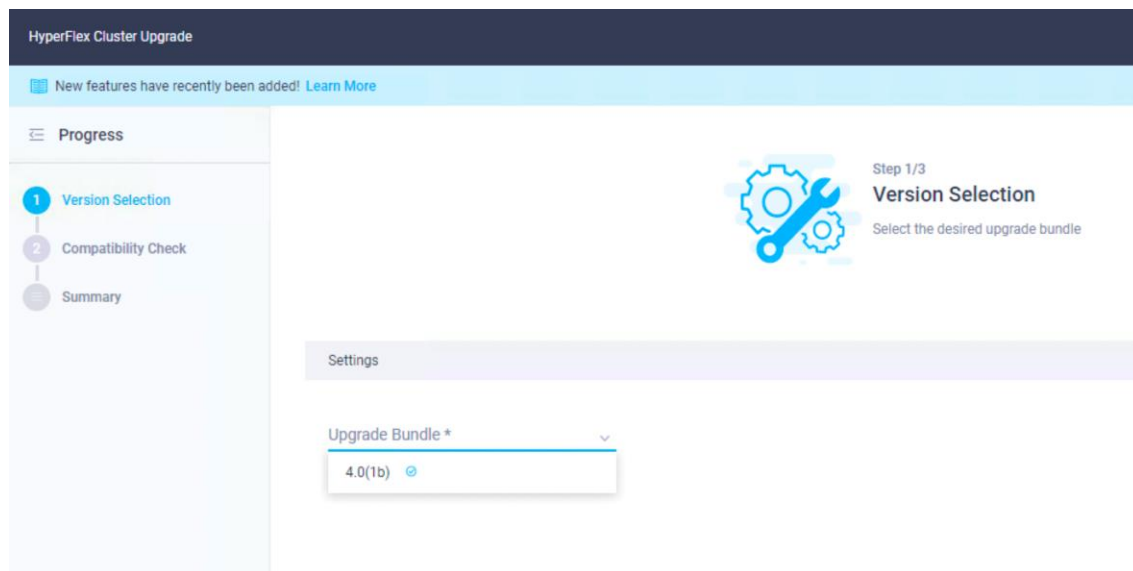 HyperFlex Cluster Upgrade
New features have recently been added! Learn More
Progress
1 Version Selection
2 Compatibility Check
Summary
Step 1/3
Version Selection
Select the desired upgrade bundle
Settings
Upgrade Bundle *
4.0(1b)